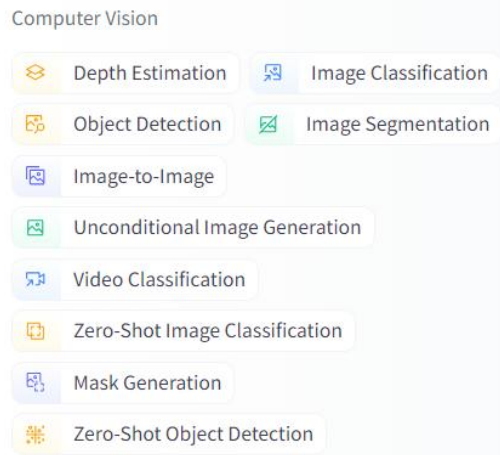 Computer Vision
Depth Estimation Image Classification
Object Detection Image Segmentation
Image-to-Image
Unconditional Image Generation
Video Classification
Zero-Shot Image Classification
Mask Generation
Zero-Shot Object Detection